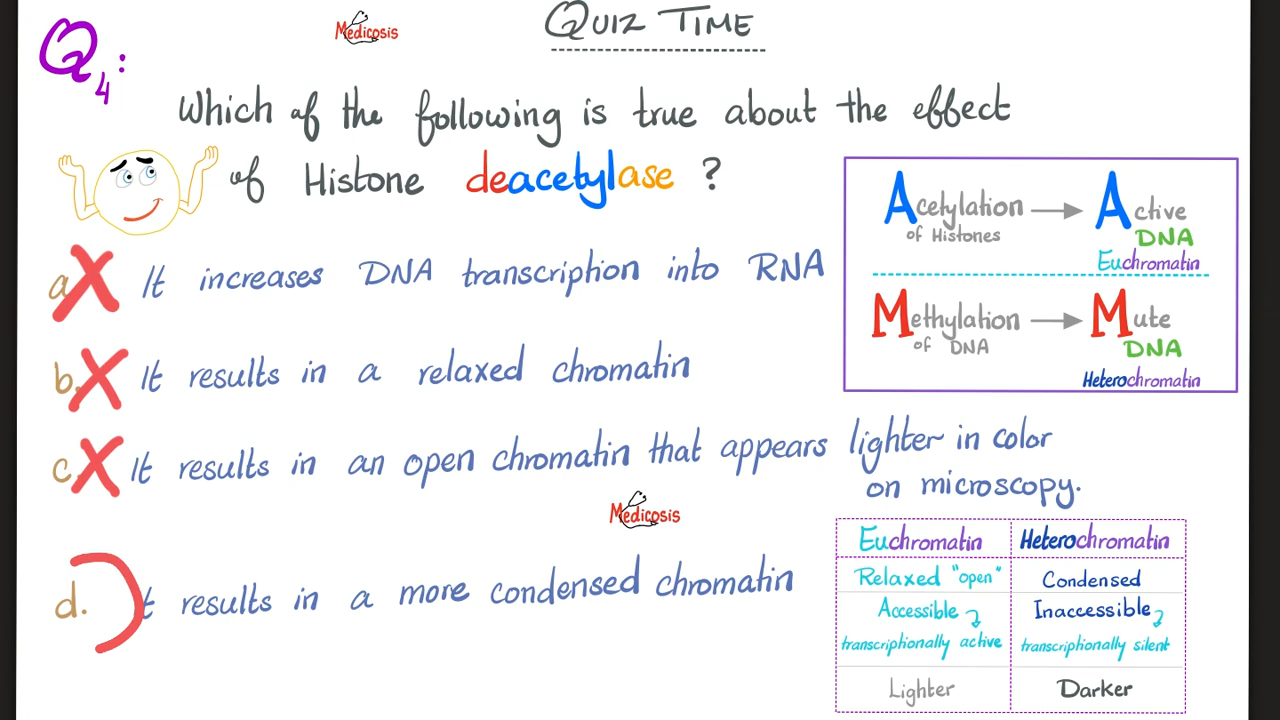 Q4:
Medicosis
QUIZ TIME
Which of the following is true about the effect
of Histone deacetylase ?
a. It increases DNA transcription into RNA
b. It results in a relaxed chromatin
c. It results in an open chromatin that appears lighter in color
on microscopy.
Medicosis
d. It results in a more condensed chromatin
Acetylation → Active
of Histones DNA
Euchromatin
Methylation → Mute
of DNA DNA
Heterochromatin
Euchromatin Heterochromatin
Relaxed "open" Condensed
Accessible Inaccessible
transcriptionally active transcriptionally silent
Lighter Darker